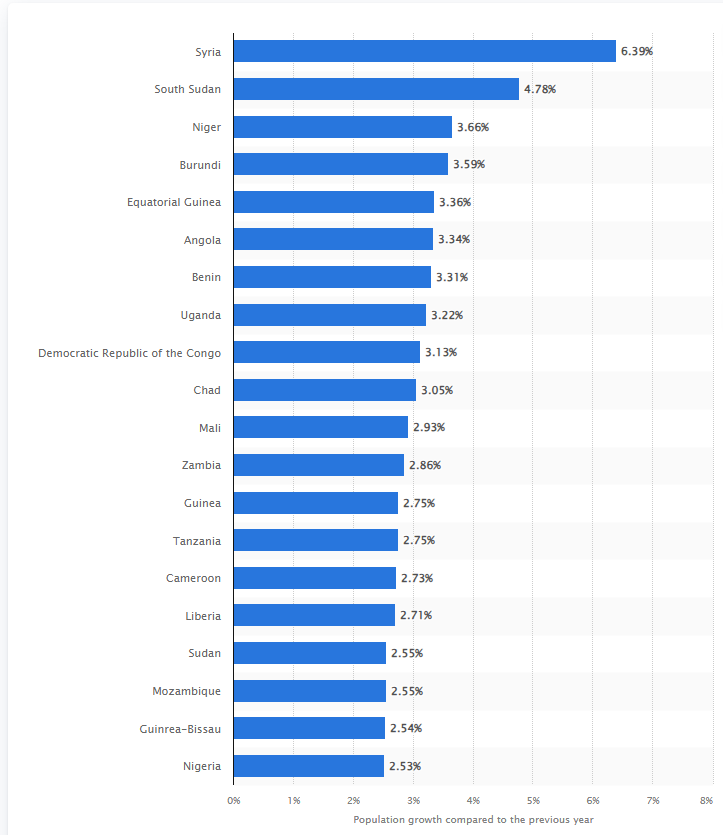 Syria 6.39%
South Sudan 4.78%
Niger 3.66%
Burundi 3.59%
Equatorial Guinea 3.36%
Angola 3.34%
Benin 3.31%
Uganda 3.22%
Democratic Republic of the Congo 3.13%
Chad 3.05%
Mali 2.93%
Zambia 2.86%
Guinea 2.75%
Tanzania 2.75%
Cameroon 2.73%
Liberia 2.71%
Sudan 2.55%
Mozambique 2.55%
Guinrea-Bissau 2.54%
Nigeria 2.53%
0% 1% 2% 3% 4% 5% 6% 7% 8%
Population growth compared to the previous year